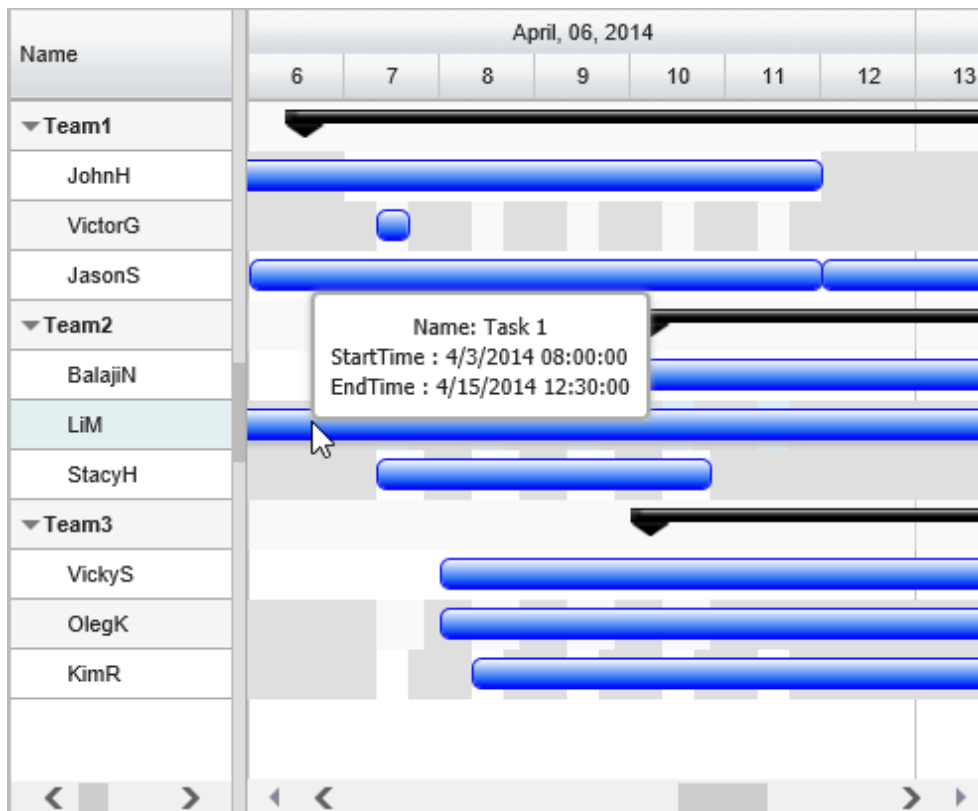 Name
April, 06, 2014
6 7 8 9 10 11 12 13
Team1
JohnH
VictorG
JasonS
Team2
Name: Task 1
StartTime : 4/3/2014 08:00:00
BalajiN
EndTime : 4/15/2014 12:30:00
LiM
StacyH
Team3
VickyS
OlegK
KimR